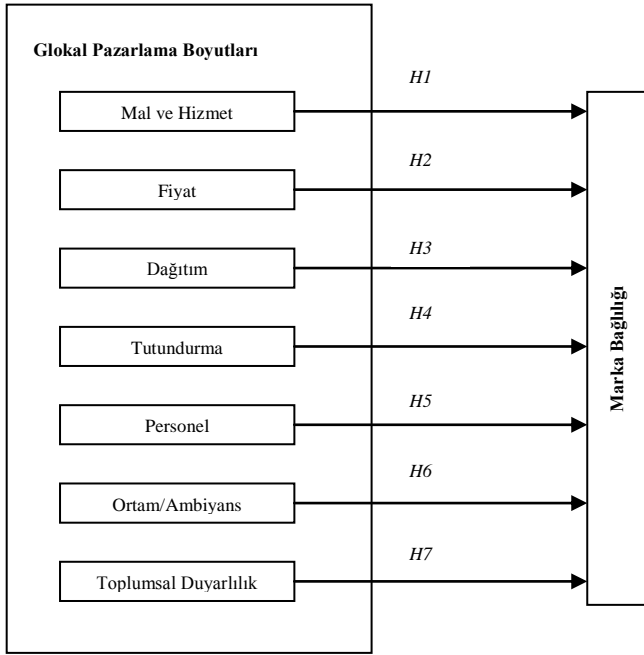 Glokal Pazarlama Boyutları
H1
Mal ve Hizmet
H2
Fiyat
H3
Dağıtım
H4
Tutundurma
H5
Personel
H6
Ortam/Ambiyans
H7
Toplumsal Duyarlılık
Marka Bağlılığı